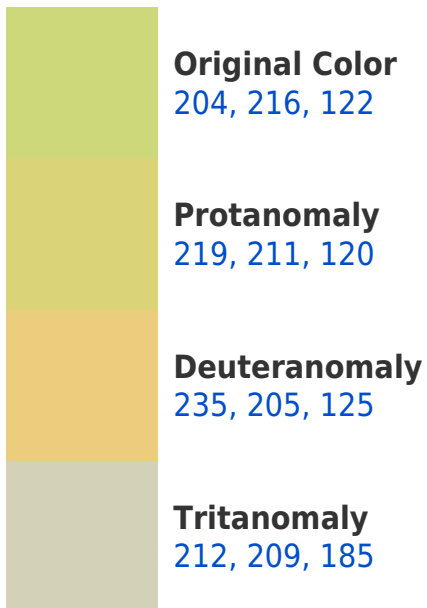 Original Color
204, 216, 122
Protanomaly
219, 211, 120
Deuteranomaly
235, 205, 125
Tritanomaly
212, 209, 185